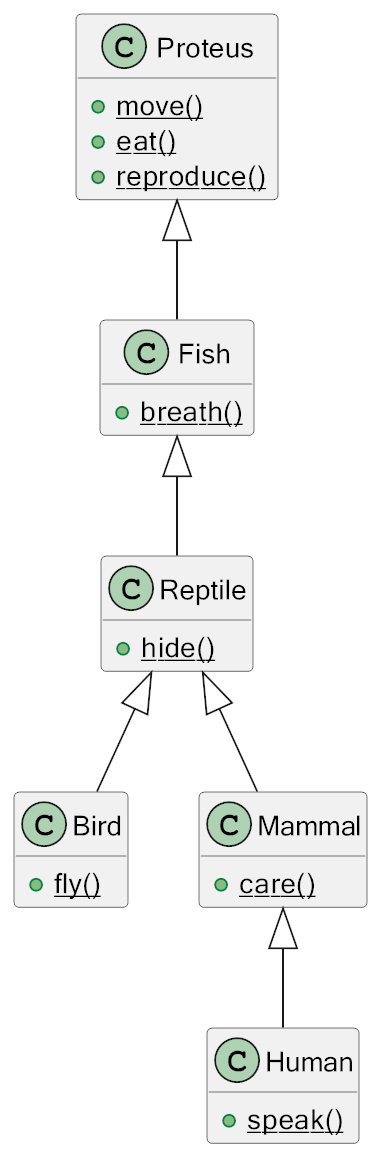 C Proteus
move()
eat()
reproduce()
C Fish
breath()
C Reptile
hide()
C Bird
fly()
C Mammal
care()
C Human
speak()